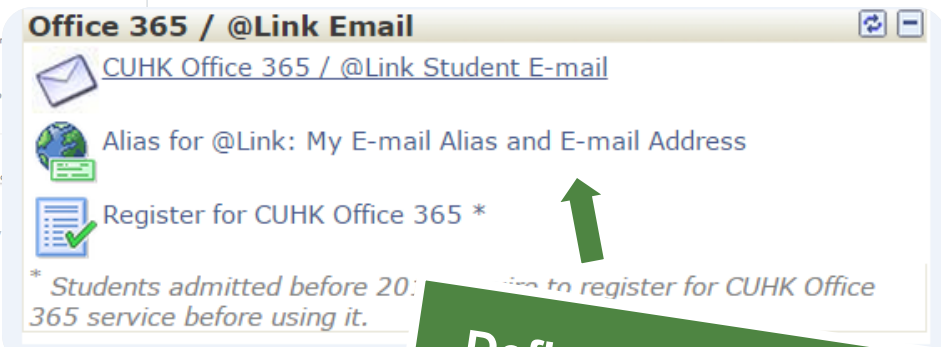 Office 365 / @Link Email
CUHK Office 365 / @Link Student E-mail
Alias for @Link: My E-mail Alias and E-mail Address
Register for CUHK Office 365 *
* Students admitted before to register for CUHK Office
365 service before using it.